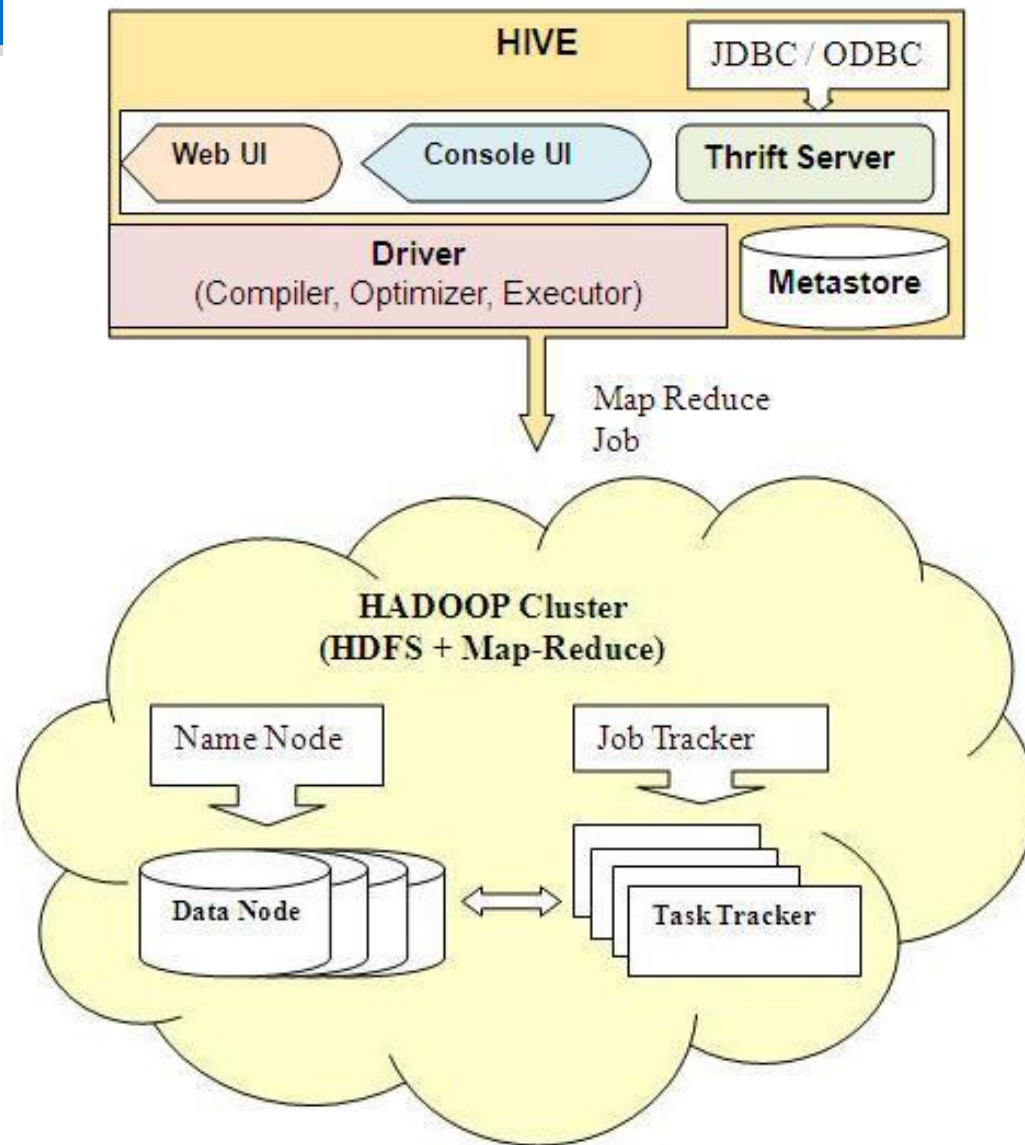 HIVE
JDBC / ODBC
Web UI
Console UI
Thrift Server
Driver
(Compiler, Optimizer, Executor)
Metastore
Map Reduce
Job
HADOOP Cluster
(HDFS + Map-Reduce)
Name Node
Job Tracker
Data Node
Task Tracker